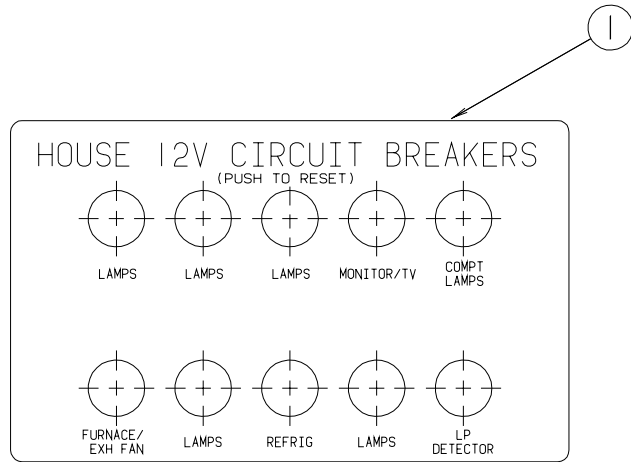 1
HOUSE 12V CIRCUIT BREAKERS
(PUSH TO RESET)
LAMPS LAMPS LAMPS MONITOR/TV COMPT
LAMPS
FURNACE/
EXH FAN LAMPS REFRIG LAMPS LP
DETECTOR